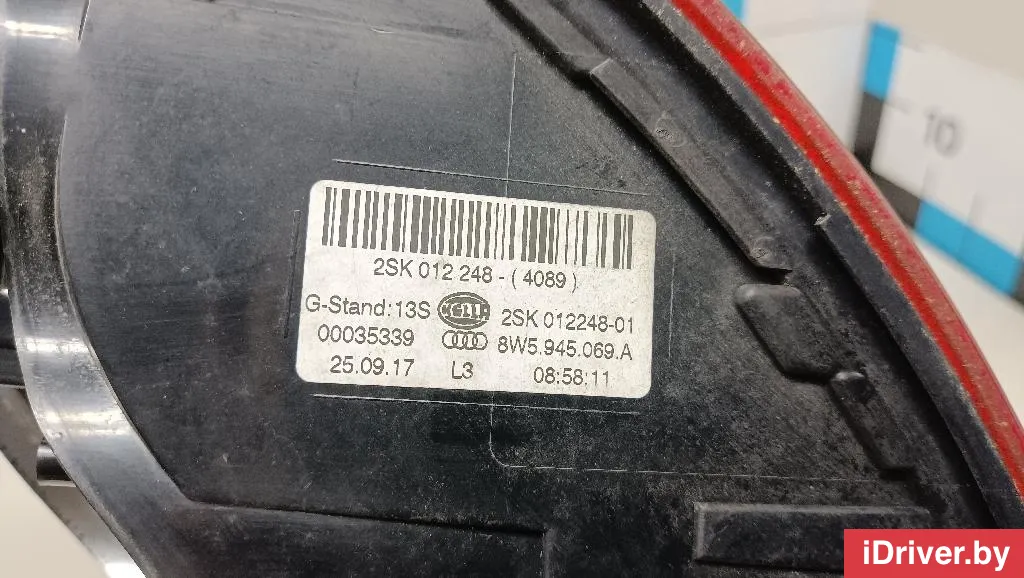 10
2SK 012 248 - ( 4089 )
G-Stand: 13S HELLA 2SK 012248-01
00035339 8W5.945.069.A
25.09.17 L3 08:58:11
iDriver.by